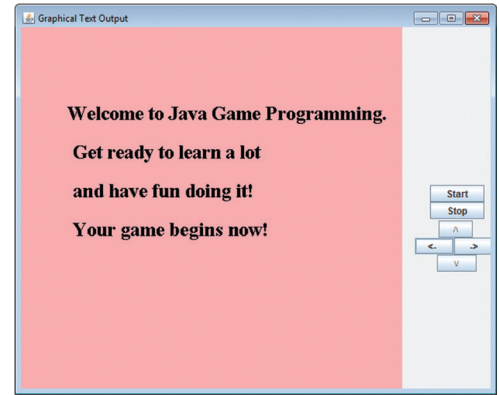 Graphical Text Output
Welcome to Java Game Programming.
Get ready to learn a lot
and have fun doing it!
Your game begins now!
Start
Stop
^
<- ->
v